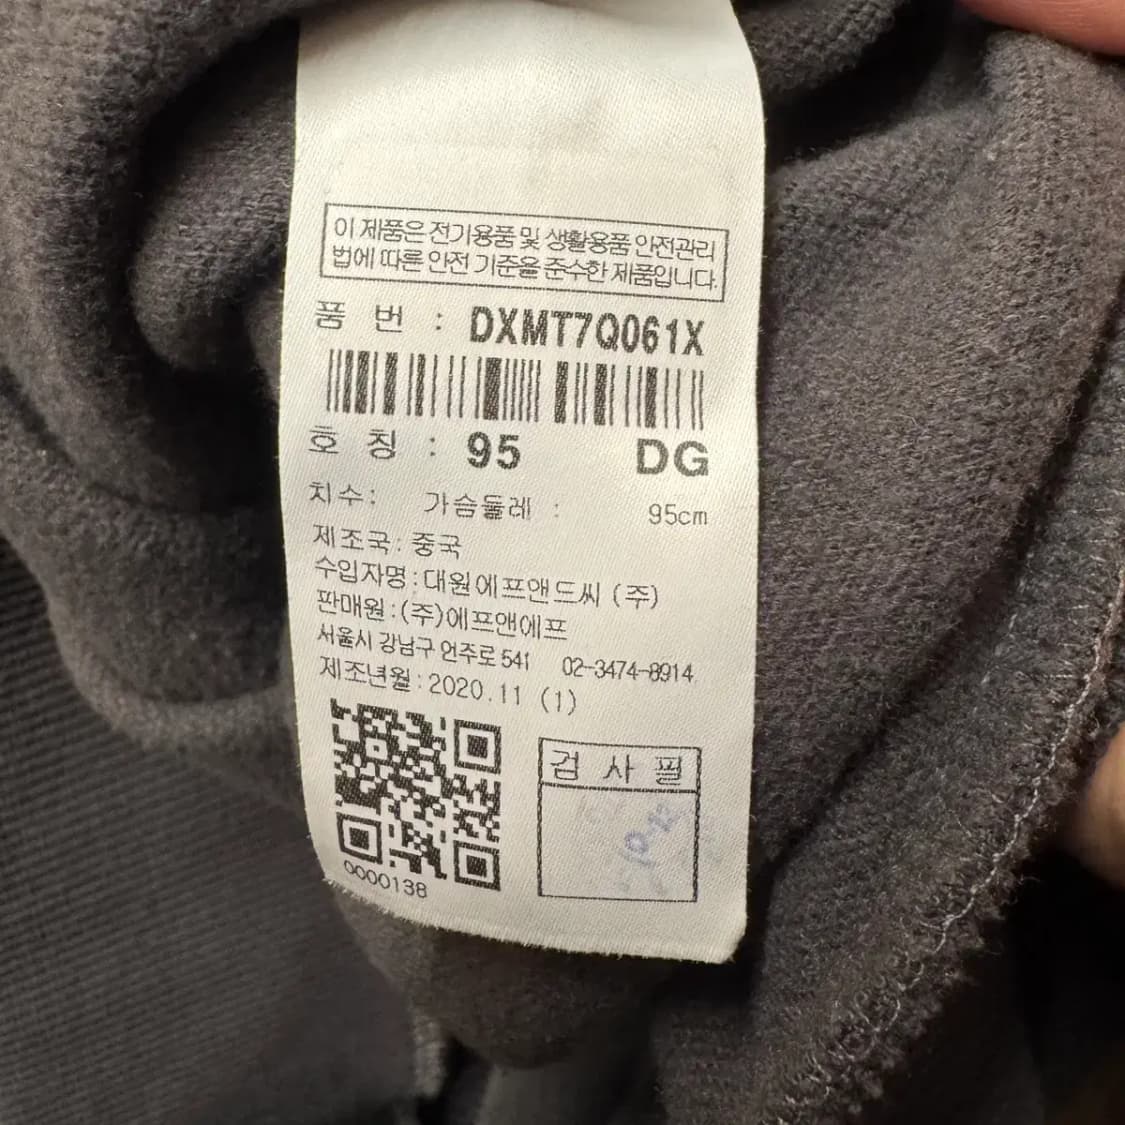 이 제품은 전기용품 및 생활용품 안전관리
법에 따른 안전 기준을 준수한 제품입니다.
품 번 : DXMT7Q061X
호 칭 : 95 DG
치수: 가슴둘레 : 95cm
제조국:중국
수입자명:대원에프앤드씨 (주)
판매원:(주)에프앤에프
서울시 강남구 언주로 541 02-3474-8914
제조년월:2020.11 (1)
검 사 필
0000138